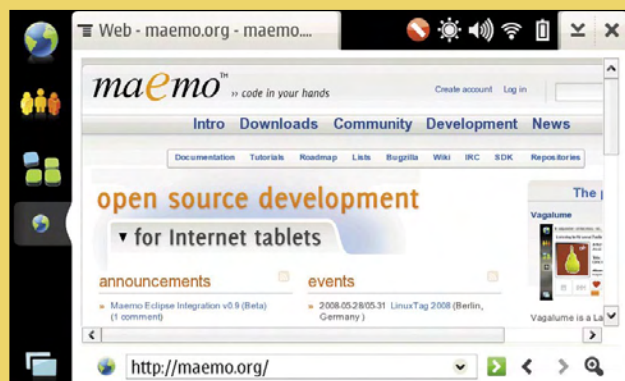 Web - maemo.org - maemo....
maemo™ » code in your hands
Create account Log in
Intro Downloads Community Development News
Documentation Tutorials Roadmap Lists Bugzilla Wiki IRC SDK Repositories
open source development
▾ for Internet tablets
The p
Vagalume
announcements
events
» Maemo Eclipse Integration v0.9 (Beta)
(1 comment)
» 2008-05-28/05-31 LinuxTag 2008 (Berlin,
Germany )
Vagalume is a La
http://maemo.org/